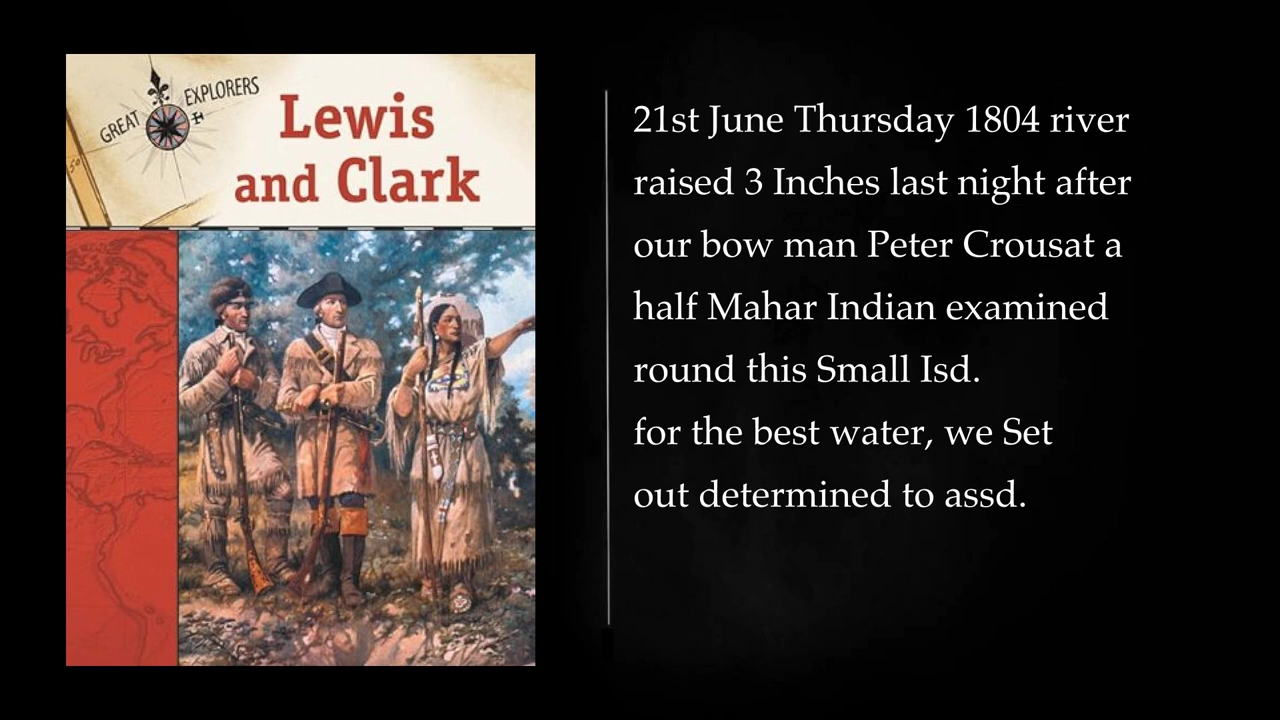 GREAT EXPLORERS
Lewis
and Clark
21st June Thursday 1804 river
raised 3 Inches last night after
our bow man Peter Crousat a
half Mahar Indian examined
round this Small Isd.
for the best water, we Set
out determined to assd.